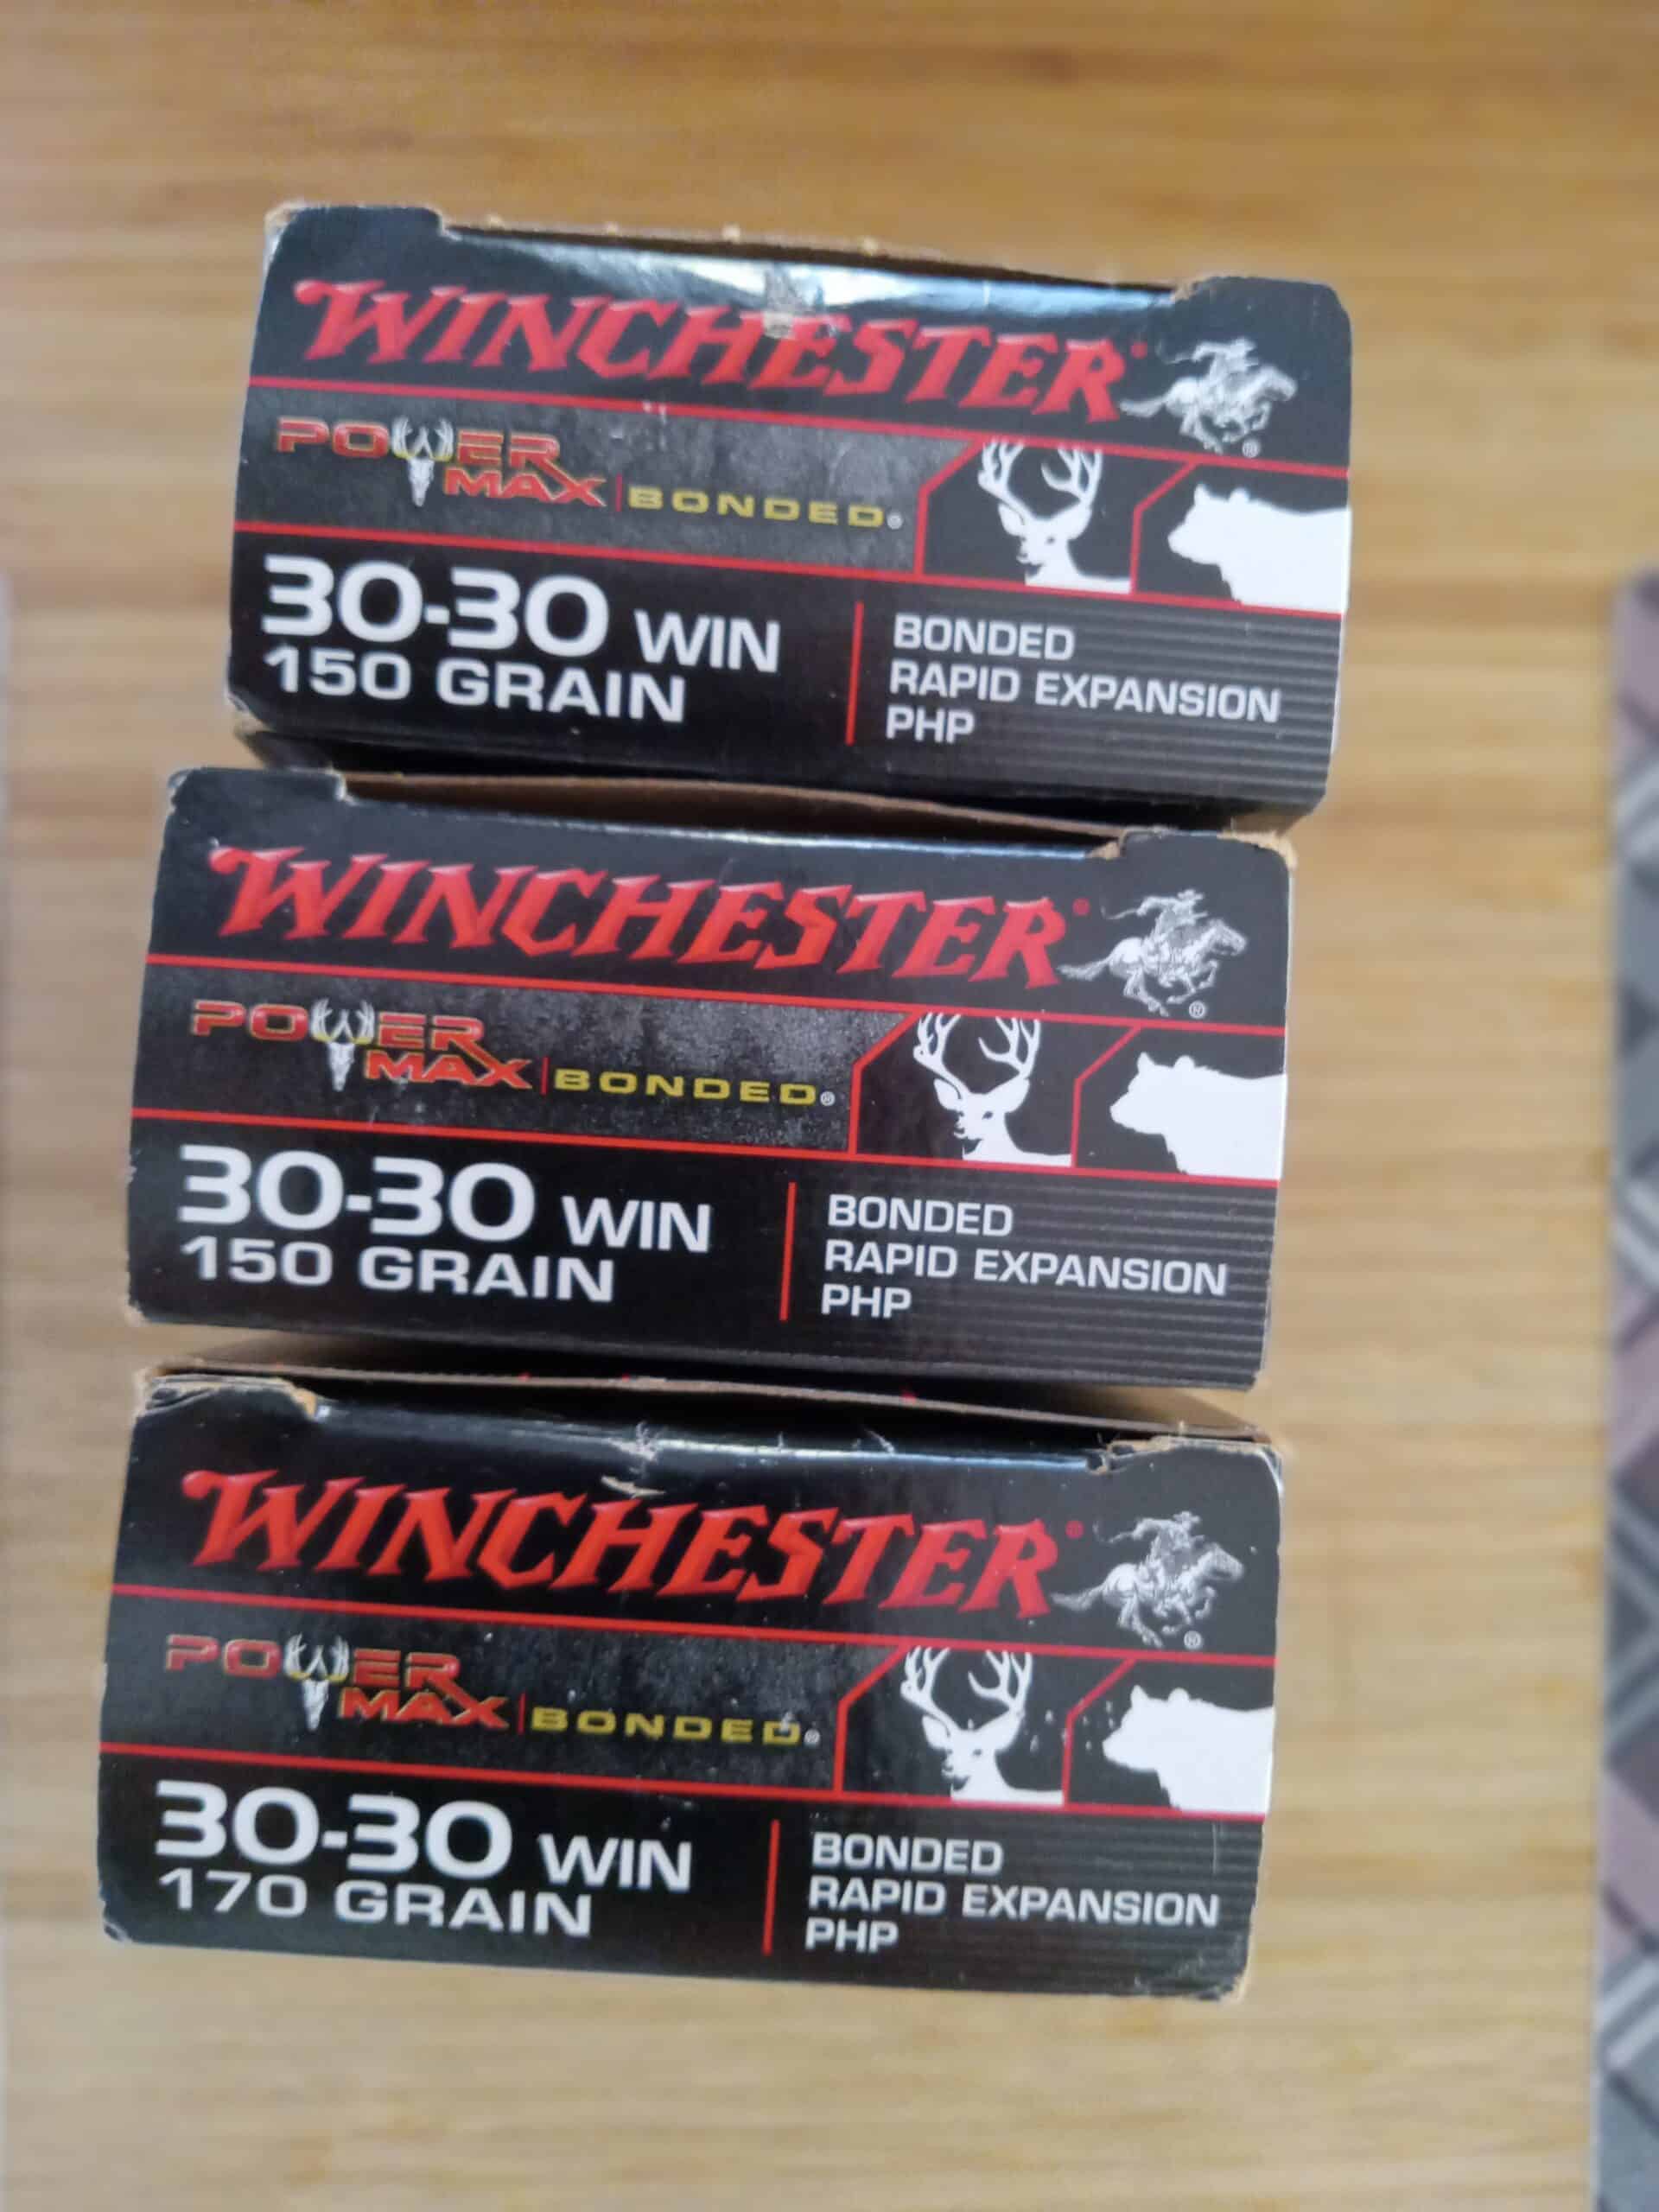 WINCHESTER®
POWER
MAX | BONDED®
30-30 WIN
150 GRAIN
BONDED
RAPID EXPANSION
PHP
WINCHESTER®
POWER
MAX | BONDED®
30-30 WIN
150 GRAIN
BONDED
RAPID EXPANSION
PHP
WINCHESTER®
POWER
MAX | BONDED®
30-30 WIN
170 GRAIN
BONDED
RAPID EXPANSION
PHP